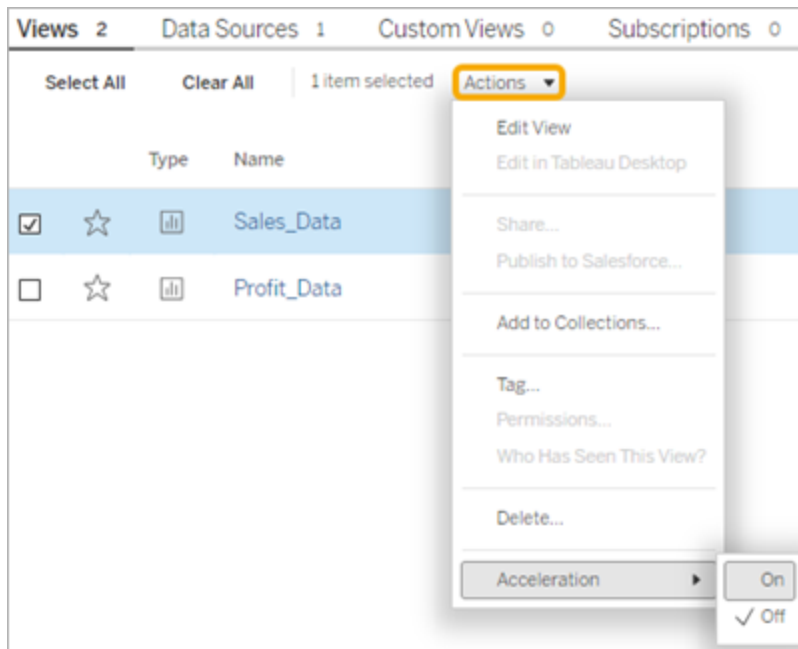 Views 2 Data Sources 1 Custom Views 0 Subscriptions 0
Select All Clear All 1 item selected Actions
Type Name
Sales_Data
Profit_Data
Edit View
Edit in Tableau Desktop
Share...
Publish to Salesforce...
Add to Collections...
Tag...
Permissions...
Who Has Seen This View?
Delete...
Acceleration On
Off